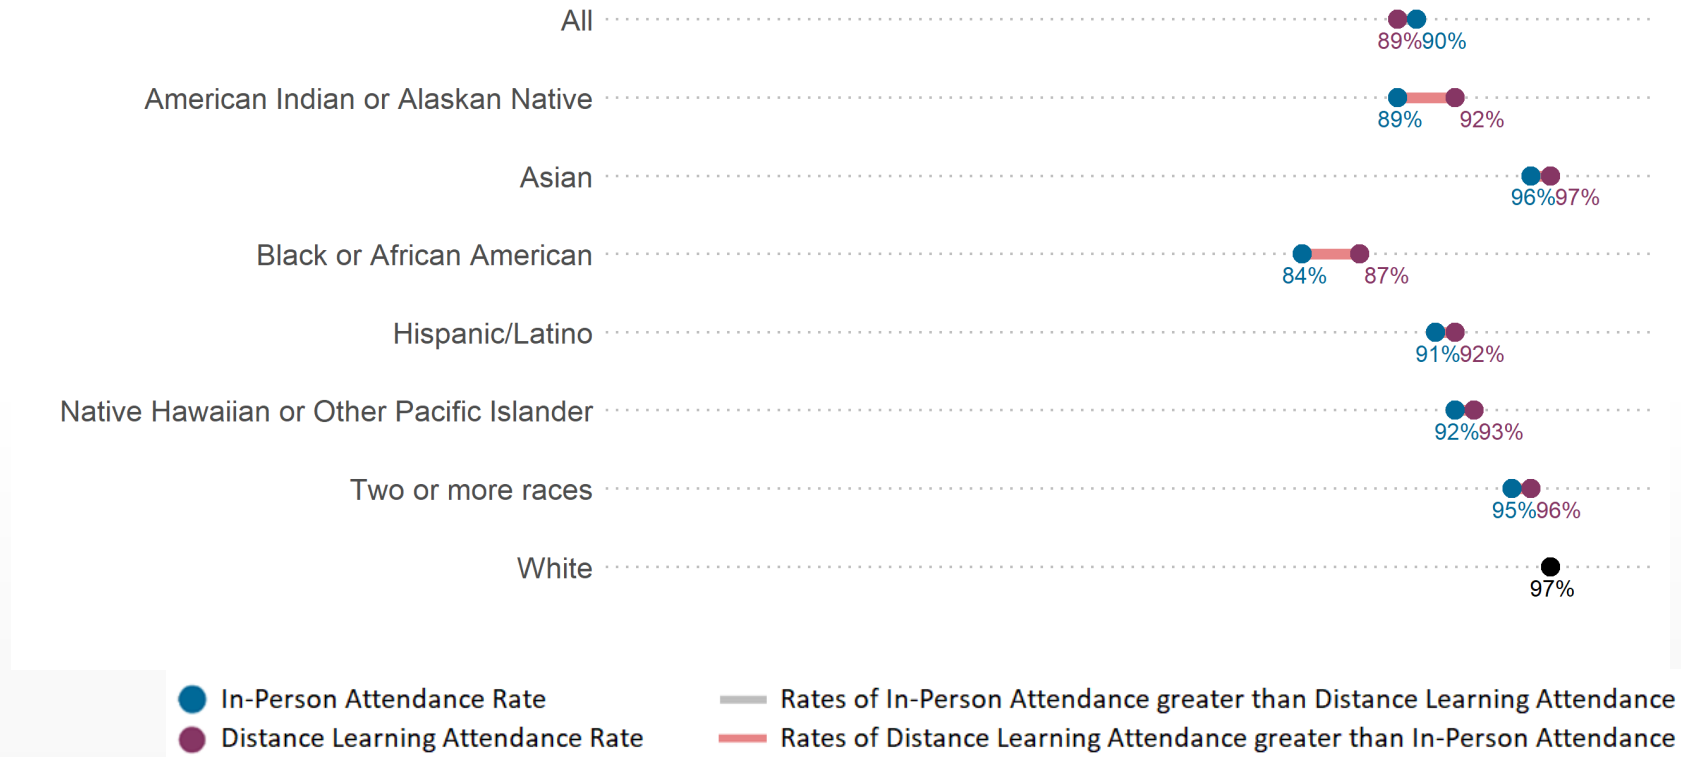 All
89%90%
American Indian or Alaskan Native
89% 92%
Asian
96%97%
Black or African American
84% 87%
Hispanic/Latino
91%92%
Native Hawaiian or Other Pacific Islander
92%93%
Two or more races
95%96%
White
97%
In-Person Attendance Rate
Rates of In-Person Attendance greater than Distance Learning Attendance
Distance Learning Attendance Rate
Rates of Distance Learning Attendance greater than In-Person Attendance